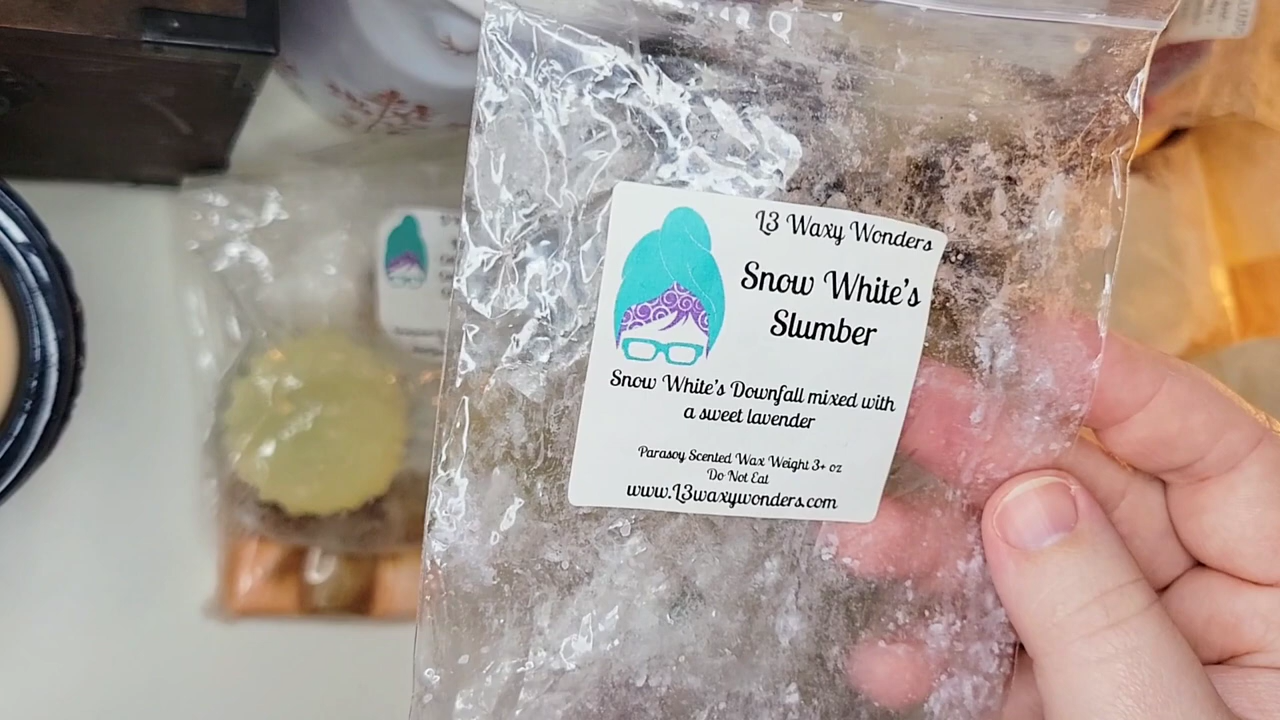 L3 Waxy Wonders
Snow White's
Slumber
Snow White's Downfall mixed with
a sweet lavender
Parasoy Scented Wax Weight 3+ oz
Do Not Eat
www.L3waxywonders.com